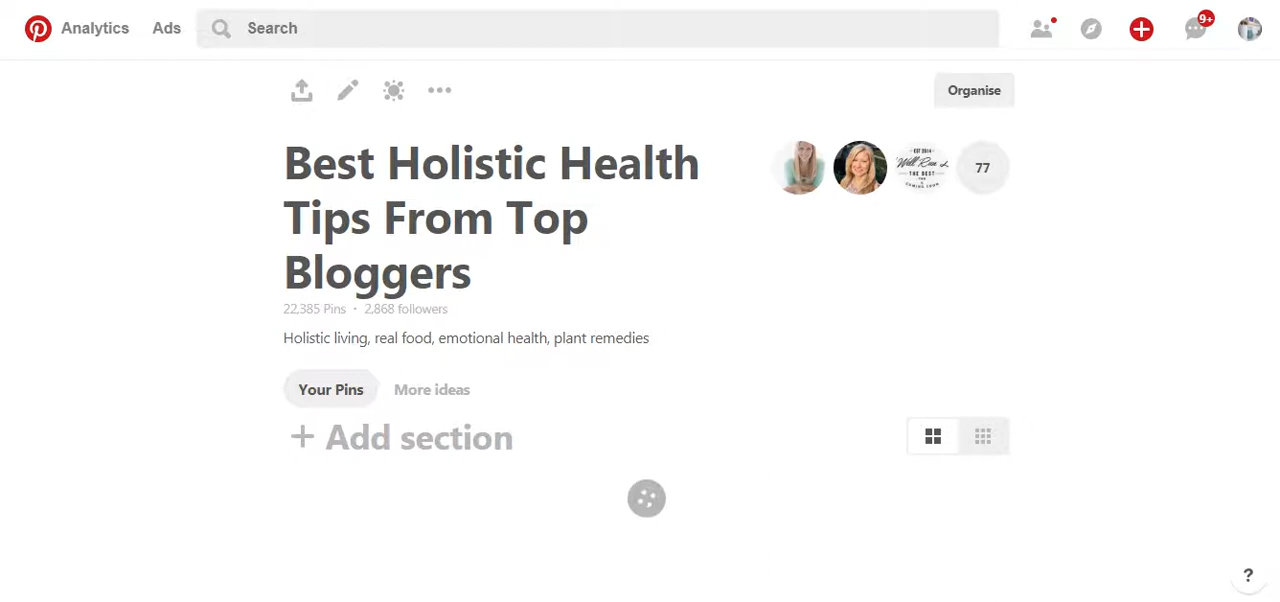 Analytics Ads Search 9+
Organise
Best Holistic Health
Tips From Top
Bloggers
77
22,385 Pins · 2,868 followers
Holistic living, real food, emotional health, plant remedies
Your Pins More ideas
+ Add section
?